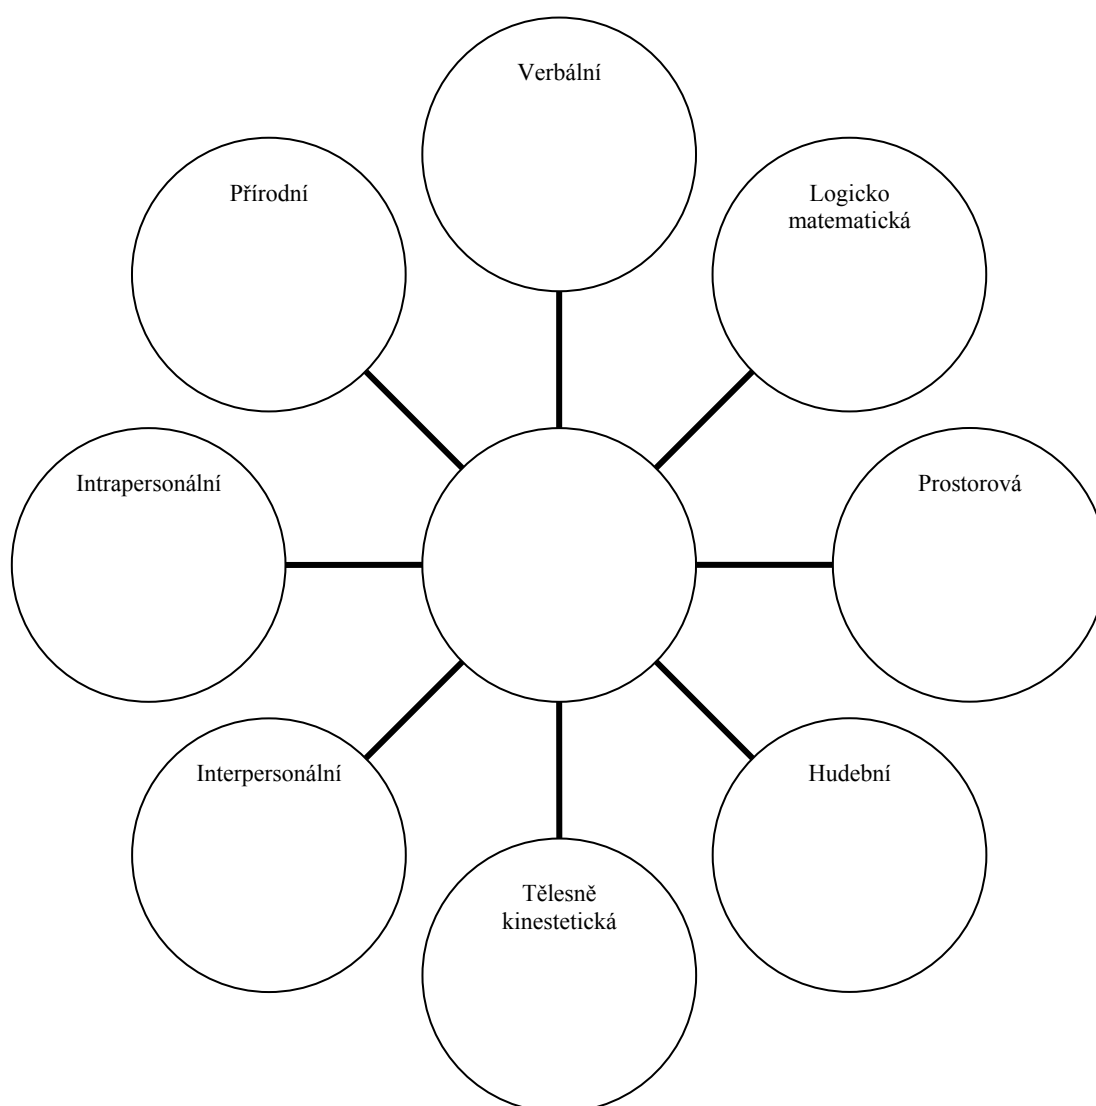 Verbální
Přírodní
Logicko
matematická
Intrapersonální
Prostorová
Interpersonální
Hudební
Tělesně
kinestetická